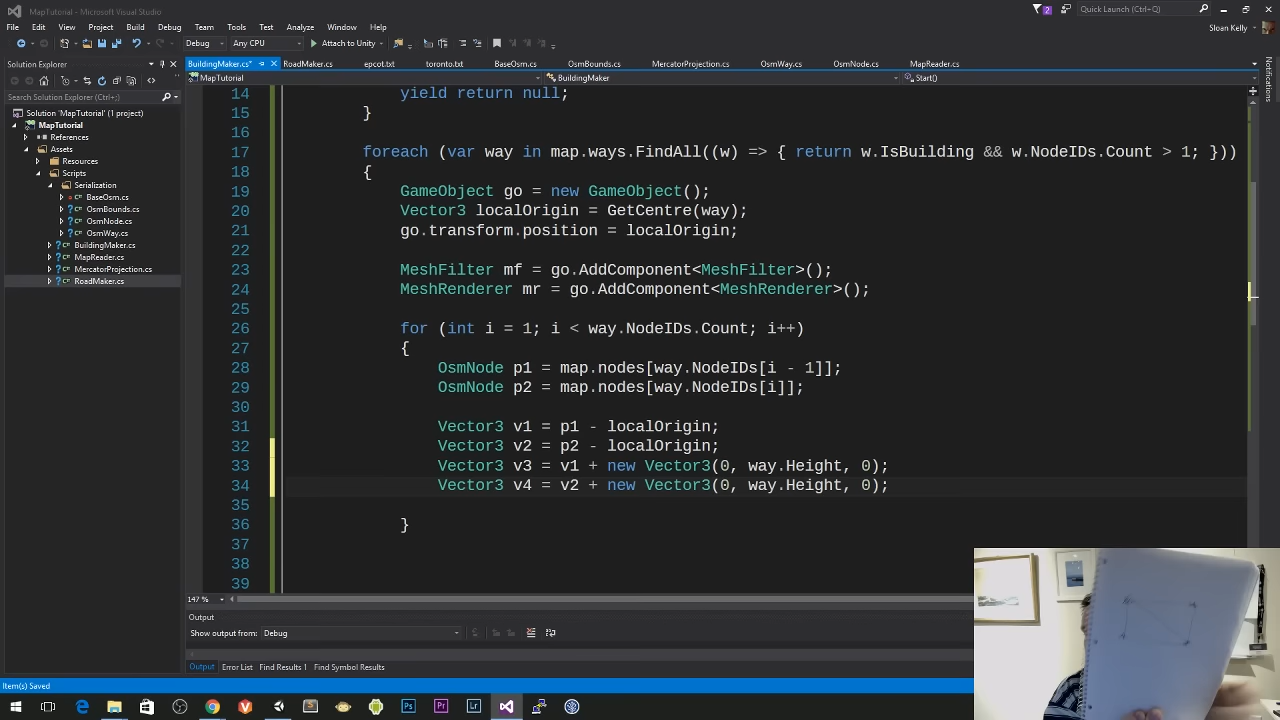 MapTutorial - Microsoft Visual Studio
2
Quick Launch (Ctrl+Q)
File Edit View Project Build Debug Team Tools Test Analyze Window Help
Sloan Kelly
Debug Any CPU Attach to Unity
Solution Explorer
BuildingMaker.cs* RoadMaker.cs epcot.txt toronto.txt BaseOsm.cs OsmBounds.cs MercatorProjection.cs OsmWay.cs OsmNode.cs MapReader.cs
MapTutorial BuildingMaker Start()
Notifications
Search Solution Explorer (Ctrl+;)
Solution 'MapTutorial' (1 project)
MapTutorial
References
Assets
Resources
Scripts
Serialization
BaseOsm.cs
OsmBounds.cs
OsmNode.cs
OsmWay.cs
BuildingMaker.cs
MapReader.cs
MercatorProjection.cs
RoadMaker.cs
14 yield return null;
15 }
16
17 foreach (var way in map.ways.FindAll((w) => { return w.IsBuilding && w.NodeIDs.Count > 1; }))
18 {
19 GameObject go = new GameObject();
20 Vector3 localOrigin = GetCentre(way);
21 go.transform.position = localOrigin;
22
23 MeshFilter mf = go.AddComponent<MeshFilter>();
24 MeshRenderer mr = go.AddComponent<MeshRenderer>();
25
26 for (int i = 1; i < way.NodeIDs.Count; i++)
27 {
28 OsmNode p1 = map.nodes[way.NodeIDs[i - 1]];
29 OsmNode p2 = map.nodes[way.NodeIDs[i]];
30
31 Vector3 v1 = p1 - localOrigin;
32 Vector3 v2 = p2 - localOrigin;
33 Vector3 v3 = v1 + new Vector3(0, way.Height, 0);
34 Vector3 v4 = v2 + new Vector3(0, way.Height, 0);
35
36 }
37
38
39
147 %
Output
Show output from: Debug
Output Error List Find Results 1 Find Symbol Results
Item(s) Saved
Ps Pr Lr